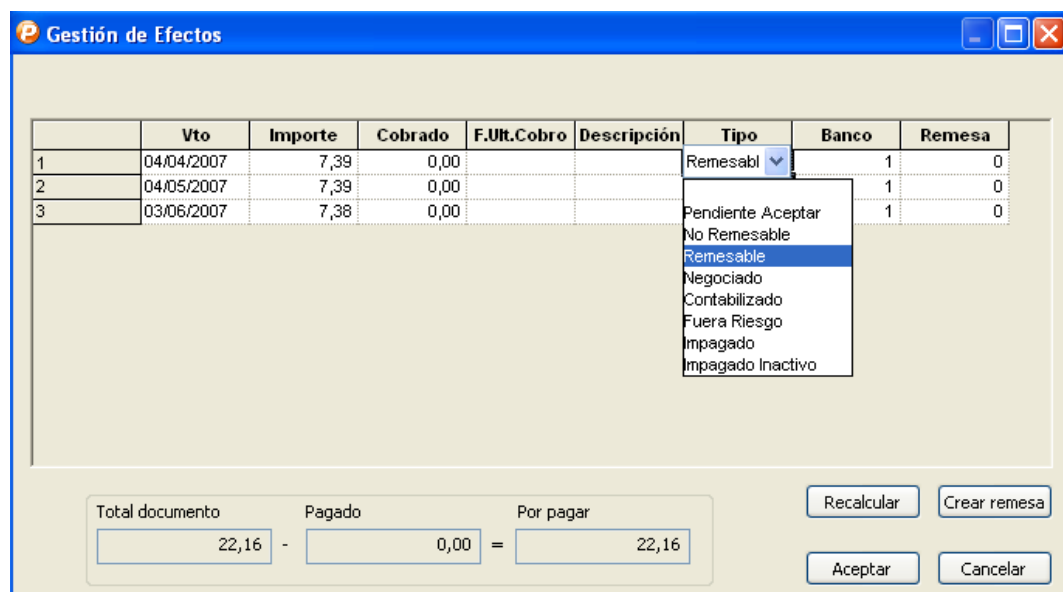 Gestión de Efectos
Vto Importe Cobrado F.Ult.Cobro Descripción Tipo Banco Remesa
1 04/04/2007 7,39 0,00 Remesabl 1 0
2 04/05/2007 7,39 0,00 1 0
3 03/06/2007 7,38 0,00 1 0
Pendiente Aceptar
No Remesable
Remesable
Negociado
Contabilizado
Fuera Riesgo
Impagado
Impagado Inactivo
Total documento Pagado Por pagar
22,16 - 0,00 = 22,16
Recalcular Crear remesa
Aceptar Cancelar